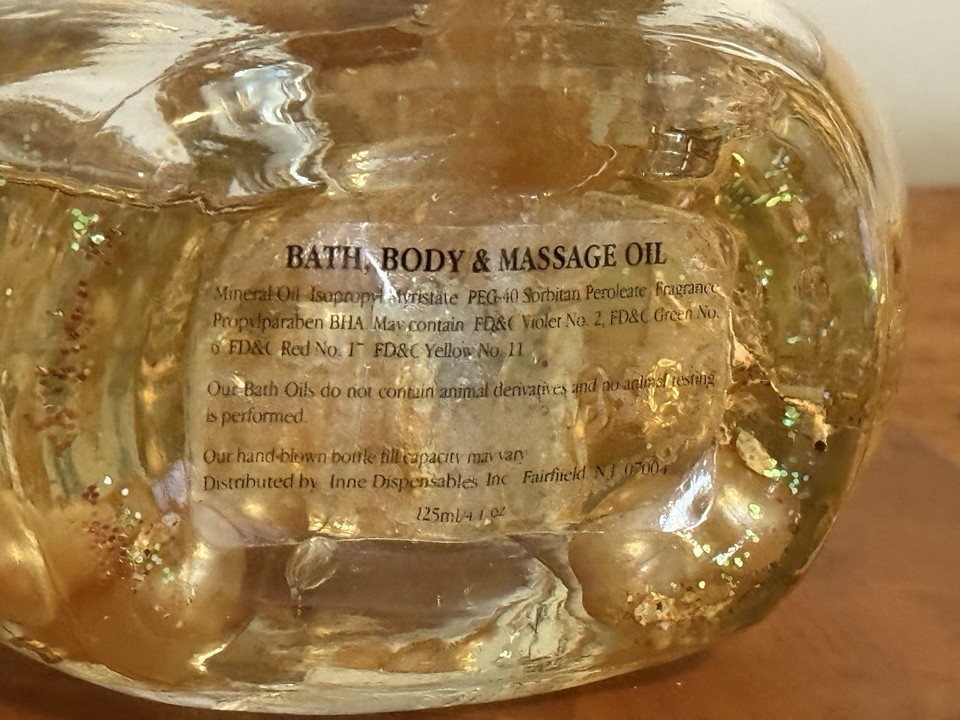 BATH, BODY & MASSAGE OIL
Mineral Oil Isopropyl Myristate PEG-40 Sorbitan Peroleate Fragrance
Propylparaben BHA May contain FD&C Violet No. 2, FD&C Green No.
FD&C Red No. FD&C Yellow No. 11
Our Bath Oils do not contain animal derivatives and no animal testing
is performed.
Our hand-blown bottle fill capacity may vary
Distributed by Inne Dispensables Inc Fairfield NJ 07004
125ml/4.1 oz